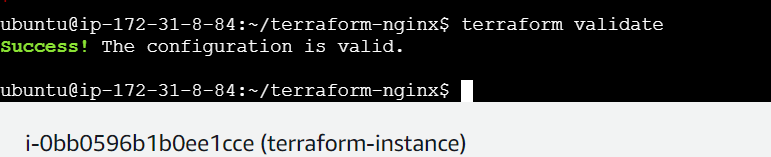 ubuntu@ip-172-31-8-84:~/terraform-nginx$ terraform validate
Success! The configuration is valid.
ubuntu@ip-172-31-8-84:~/terraform-nginx$
i-0bb0596b1b0ee1cce (terraform-instance)